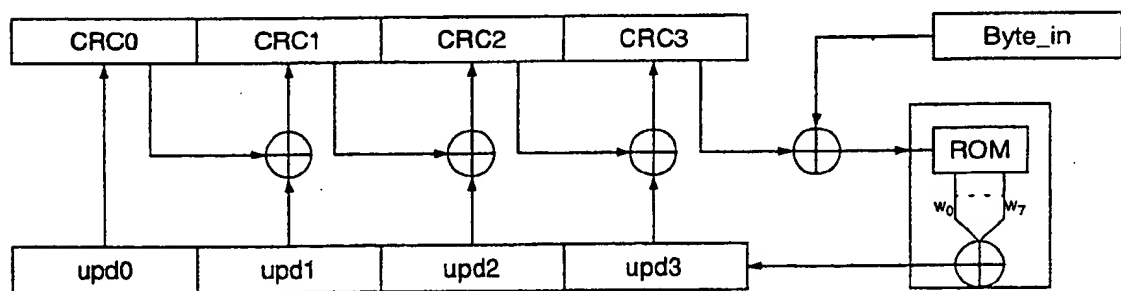 CRC0 CRC1 CRC2 CRC3 Byte_in
ROM
w0 w7
upd0 upd1 upd2 upd3